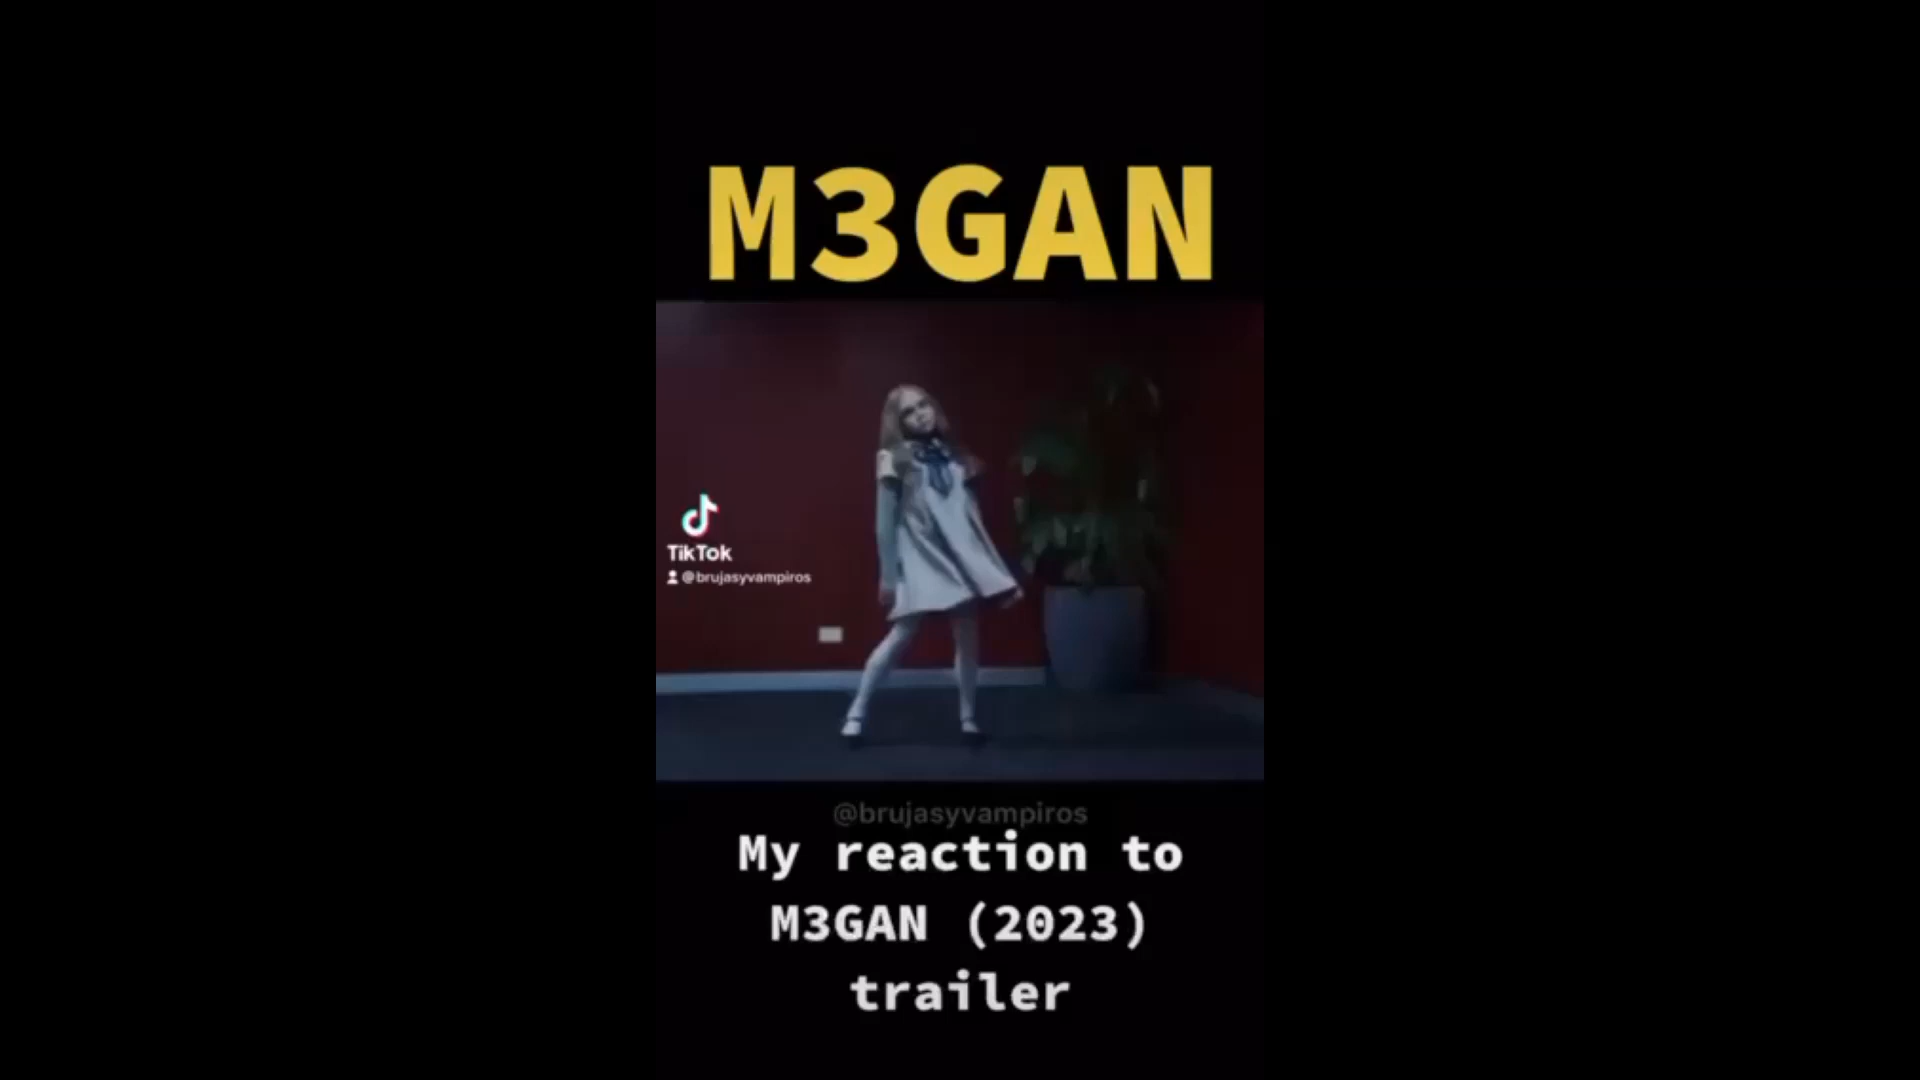 M3GAN
TikTok
@brujasyvampiros
@brujasyvampiros
My reaction to
M3GAN (2023)
trailer